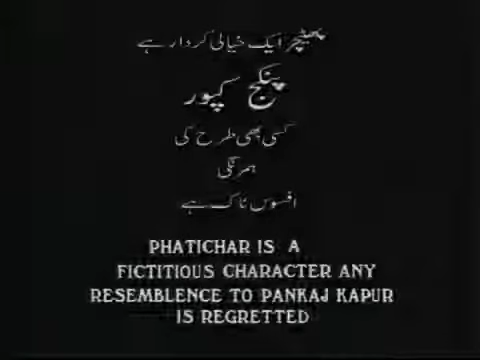 پھٹیچر ایک خیالی کردار ہے
پنکج کپور
کسی بھی طرح کی
ہمرنگی
افسوس ناک ہے
PHATICHAR IS A
FICTITIOUS CHARACTER ANY
RESEMBLENCE TO PANKAJ KAPUR
IS REGRETTED